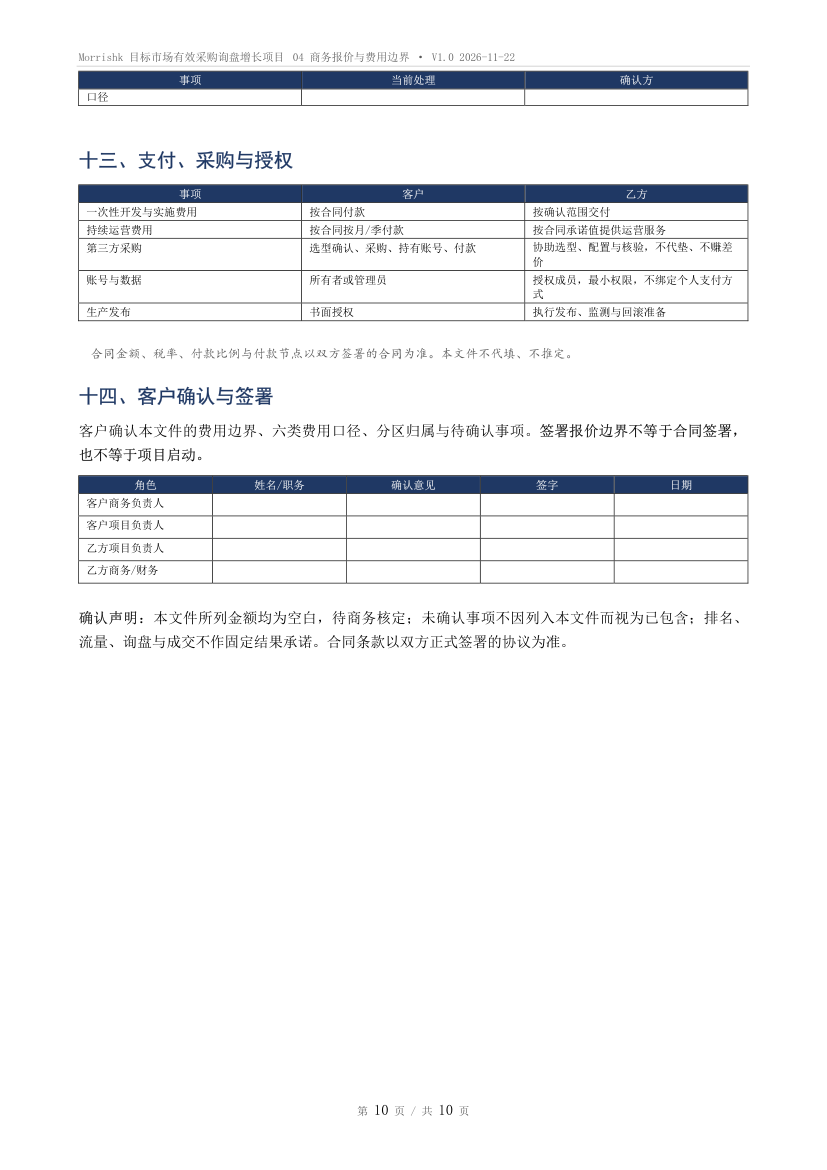 Morrishk 目标市场有效采购询盘增长项目 04 商务报价与费用边界 • V1.0 2026-11-22
事项 当前处理 确认方
口径
十三、支付、采购与授权
事项 客户 乙方
一次性开发与实施费用 按合同付款 按确认范围交付
持续运营费用 按合同按月/季付款 按合同承诺值提供运营服务
第三方采购 选型确认、采购、持有账号、付款 协助选型、配置与核验，不代垫、不赚差
价
账号与数据 所有者或管理员 授权成员，最小权限，不绑定个人支付方
式
生产发布 书面授权 执行发布、监测与回滚准备
合同金额、税率、付款比例与付款节点以双方签署的合同为准。本文件不代填、不推定。
十四、客户确认与签署
客户确认本文件的费用边界、六类费用口径、分区归属与待确认事项。签署报价边界不等于合同签署，
也不等于项目启动。
角色 姓名/职务 确认意见 签字 日期
客户商务负责人
客户项目负责人
乙方项目负责人
乙方商务/财务
确认声明：本文件所列金额均为空白，待商务核定；未确认事项不因列入本文件而视为已包含；排名、
流量、询盘与成交不作固定结果承诺。合同条款以双方正式签署的协议为准。
第 10 页 / 共 10 页